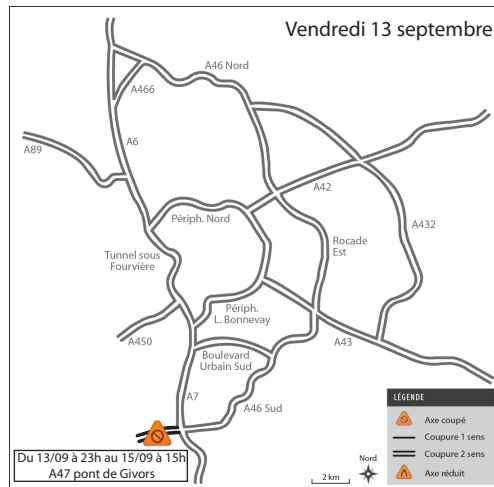 Vendredi 13 septembre
A46 Nord
A466
A6
A89
A42
Périph. Nord
A432
Rocade
Est
Tunnel sous
Fourvière
Périph.
L. Bonnevay
A450
A43
Boulevard
Urbain Sud
A7
A46 Sud
Du 13/09 à 23h au 15/09 à 15h
A47 pont de Givors
2 km
Nord
LÉGENDE
Axe coupé
Coupure 1 sens
Coupure 2 sens
Axe réduit